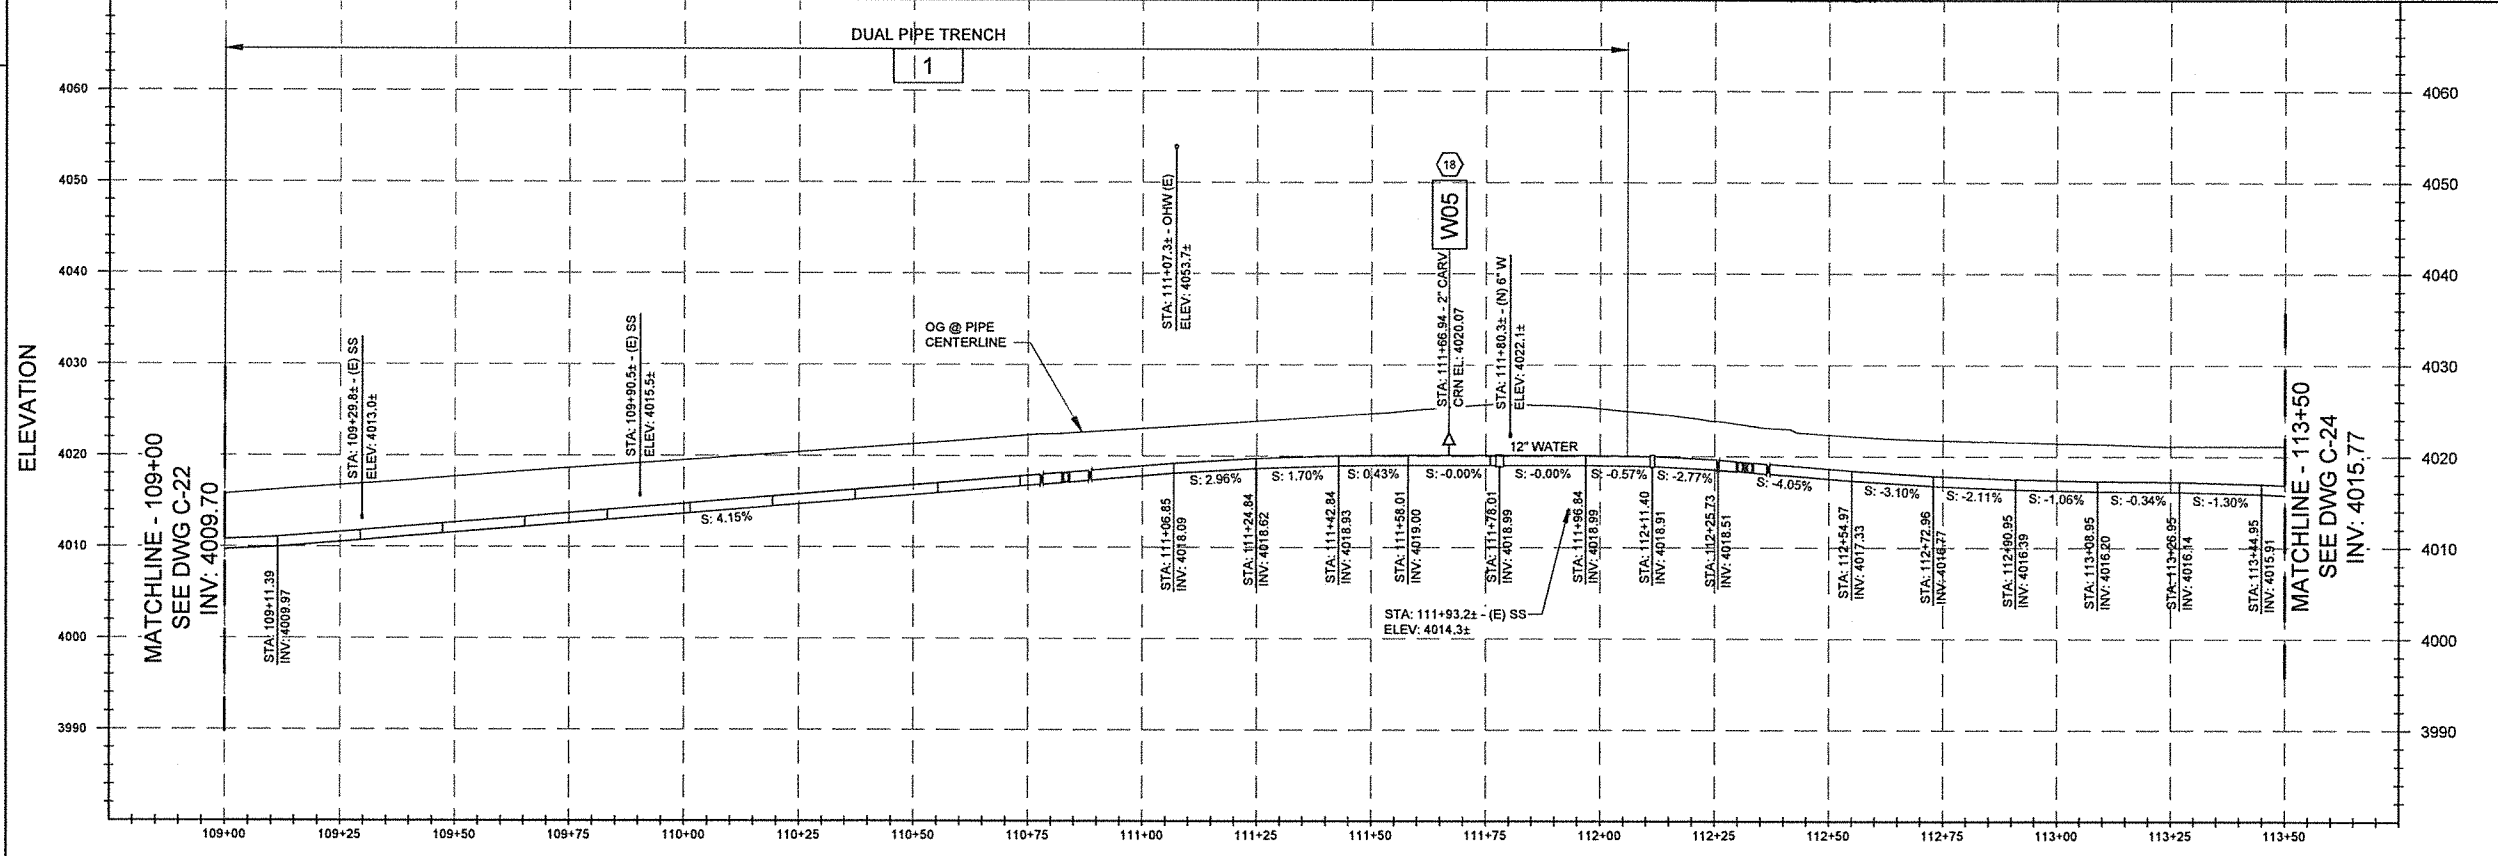 DUAL PIPE TRENCH
1
ELEVATION
4060
4050
4040
4030
4020
4010
4000
3990
4060
4050
4040
4030
4020
4010
4000
3990
MATCHLINE - 109+00
SEE DWG C-22
INV: 4009.70
STA: 109+11.39
INV: 4009.97
STA: 109+29.8± - (E) SS
ELEV: 4013.0±
STA: 109+90.5± - (E) SS
ELEV: 4015.5±
OG @ PIPE
CENTERLINE
STA: 111+07.3± - OHW (E)
ELEV: 4053.7±
18
W05
STA: 111+66.94 - 2" CARV
CRN EL: 4020.07
STA: 111+80.3± - (N) 6" W
ELEV: 4022.1±
12" WATER
S: 4.15%
S: 2.96%
S: 1.70%
S: 0.43%
S: -0.00%
S: -0.00%
S: -0.57%
S: -2.77%
S: -4.05%
S: -3.10%
S: -2.11%
S: -1.06%
S: -0.34%
S: -1.30%
STA: 111+06.85
INV: 4018.09
STA: 111+24.84
INV: 4018.62
STA: 111+42.84
INV: 4018.93
STA: 111+58.01
INV: 4019.00
STA: 111+78.01
INV: 4018.99
STA: 111+96.84
INV: 4018.99
STA: 112+11.40
INV: 4018.91
STA: 112+25.73
INV: 4018.51
STA: 112+54.97
INV: 4017.33
STA: 112+72.96
INV: 4016.77
STA: 112+90.95
INV: 4016.39
STA: 113+08.95
INV: 4016.20
STA: 113+26.95
INV: 4016.14
STA: 113+44.95
INV: 4015.91
STA: 111+93.2± - (E) SS
ELEV: 4014.3±
MATCHLINE - 113+50
SEE DWG C-24
INV: 4015.77
109+00
109+25
109+50
109+75
110+00
110+25
110+50
110+75
111+00
111+25
111+50
111+75
112+00
112+25
112+50
112+75
113+00
113+25
113+50